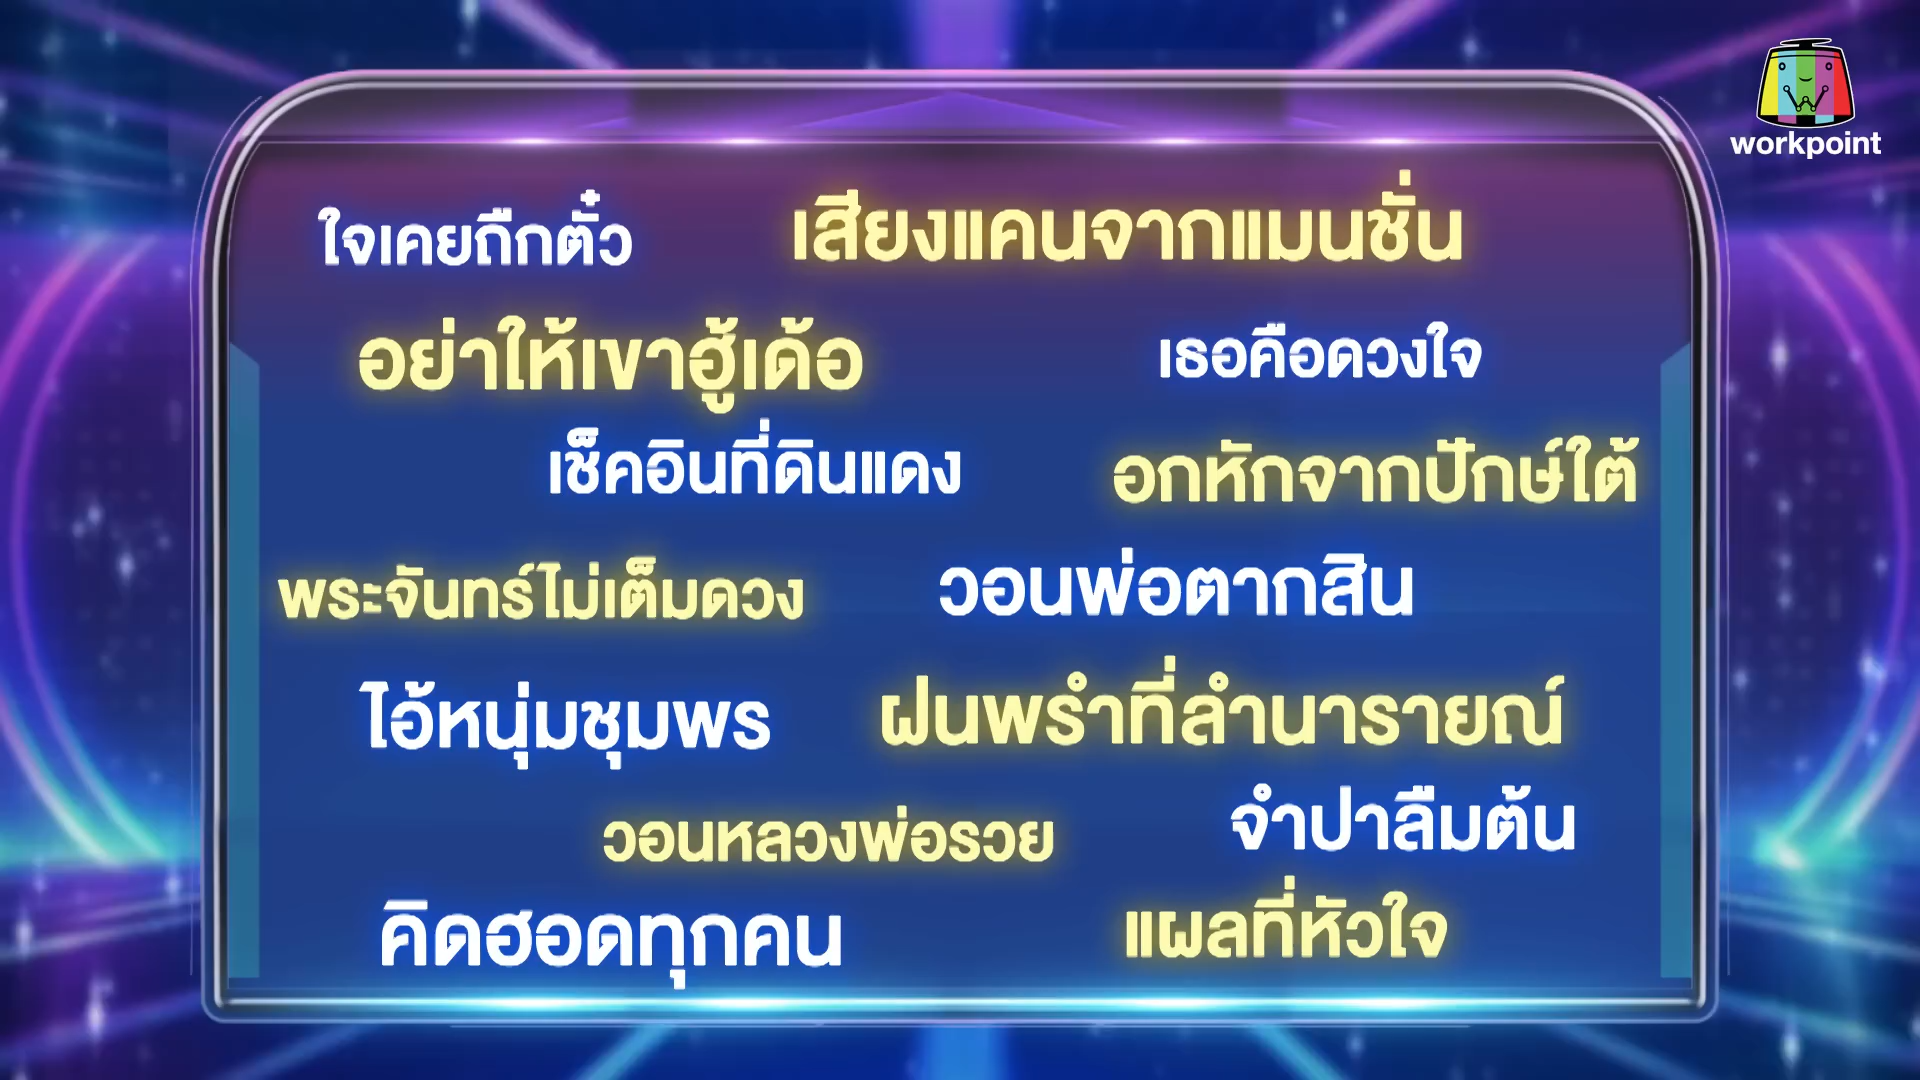 workpoint
ใจเคยถืกตั๋ว
เสียงแคนจากแมนชั่น
อย่าให้เขาฮู้เด้อ
เธอคือดวงใจ
เช็คอินที่ดินแดง
อกหักจากปักษ์ใต้
พระจันทร์ไม่เต็มดวง
วอนพ่อตากสิน
ไอ้หนุ่มชุมพร
ฝนพรำที่ลำนารายณ์
วอนหลวงพ่อรวย
จำปาลืมต้น
คิดฮอดทุกคน
แผลที่หัวใจ